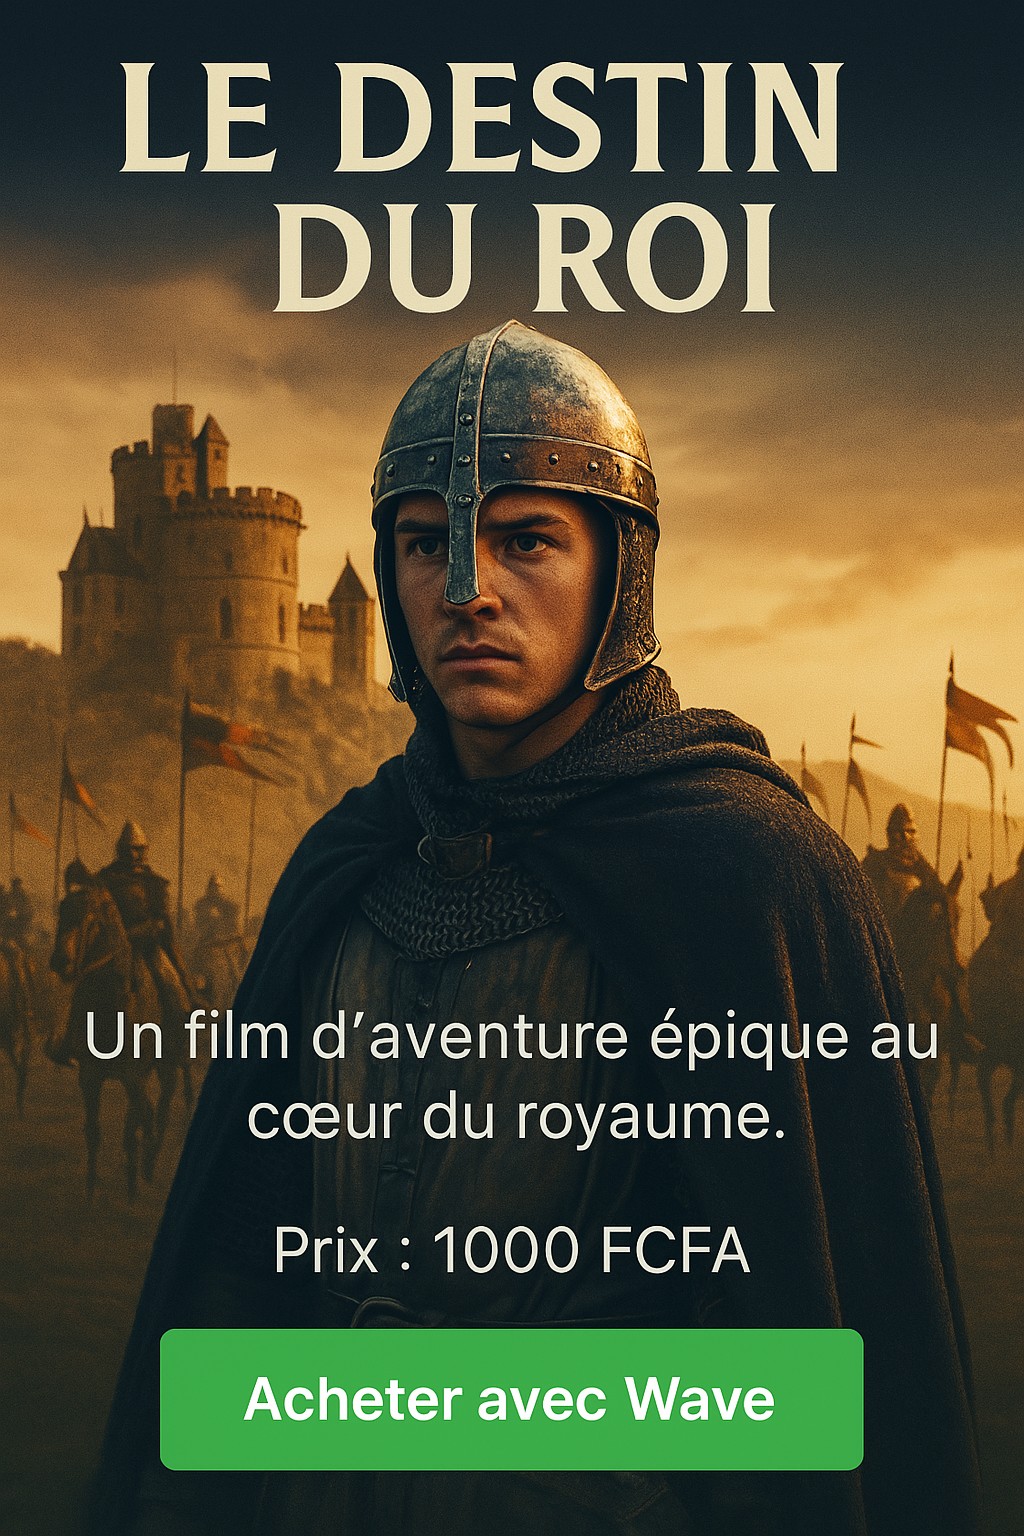 LE DESTIN
DU ROI
Un film d’aventure épique au
cœur du royaume.
Prix : 1000 FCFA
Acheter avec Wave